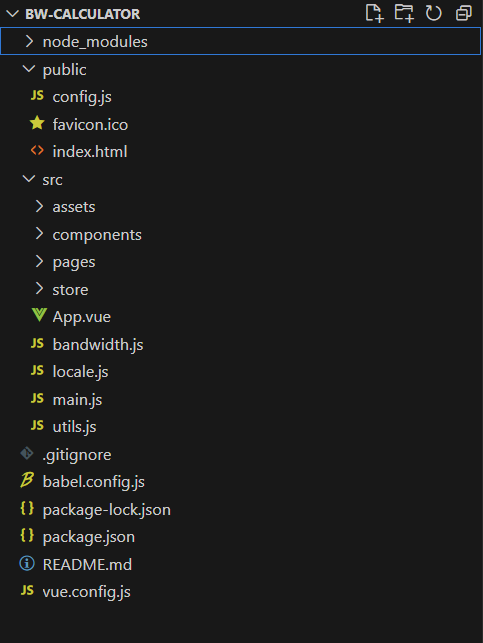 BW-CALCULATOR
node_modules
public
JS config.js
favicon.ico
<> index.html
src
assets
components
pages
store
App.vue
JS bandwidth.js
JS locale.js
JS main.js
JS utils.js
.gitignore
babel.config.js
{} package-lock.json
{} package.json
README.md
JS vue.config.js